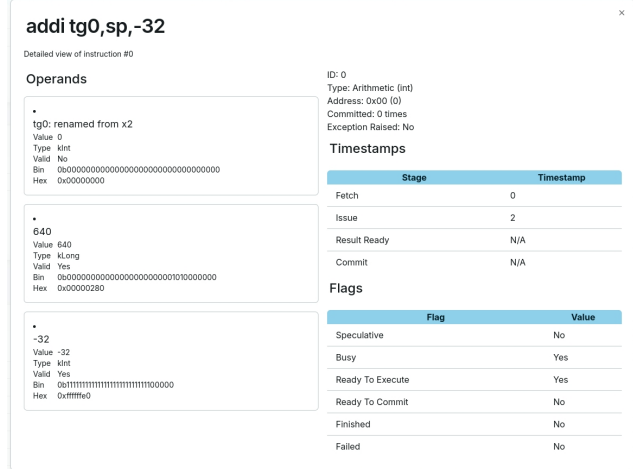 ×
addi tg0,sp,-32
Detailed view of instruction #0
Operands
• 
tg0: renamed from x2
Value 0
Type kInt
Valid No
Bin 0b00000000000000000000000000000000
Hex 0x00000000
•
640
Value 640
Type kLong
Valid Yes
Bin 0b00000000000000000000001010000000
Hex 0x00000280
•
-32
Value -32
Type kInt
Valid Yes
Bin 0b11111111111111111111111111100000
Hex 0xffffffe0
ID: 0
Type: Arithmetic (int)
Address: 0x00 (0)
Committed: 0 times
Exception Raised: No
Timestamps
Stage Timestamp
Fetch 0
Issue 2
Result Ready N/A
Commit N/A
Flags
Flag Value
Speculative No
Busy Yes
Ready To Execute Yes
Ready To Commit No
Finished No
Failed No